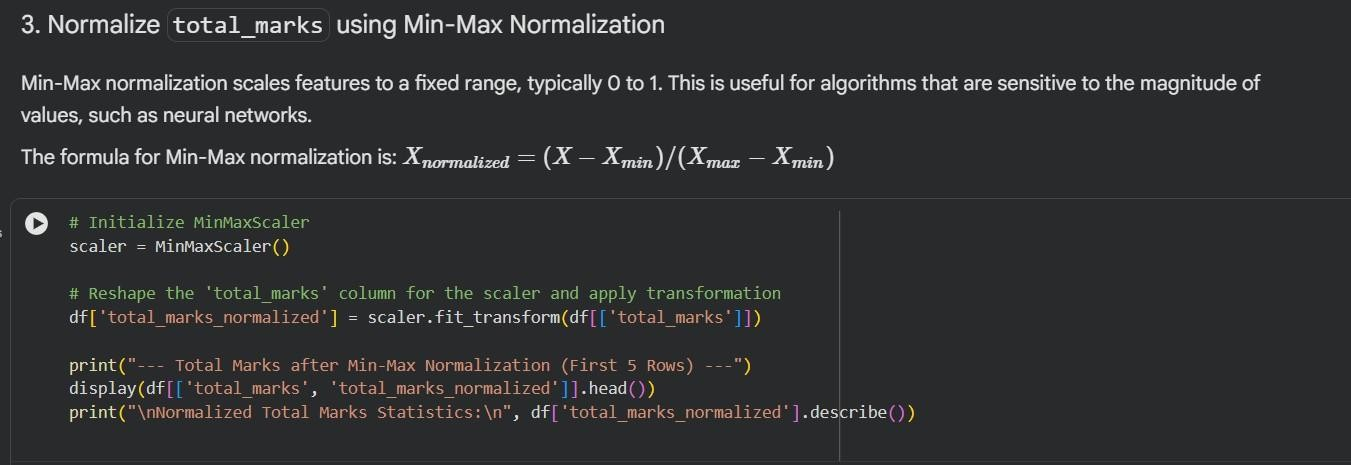 3. Normalize total_marks using Min-Max Normalization
Min-Max normalization scales features to a fixed range, typically 0 to 1. This is useful for algorithms that are sensitive to the magnitude of
values, such as neural networks.
The formula for Min-Max normalization is: X_normalized = (X − X_min)/(X_max − X_min)
# Initialize MinMaxScaler
scaler = MinMaxScaler()
# Reshape the 'total_marks' column for the scaler and apply transformation
df['total_marks_normalized'] = scaler.fit_transform(df[['total_marks']])
print("--- Total Marks after Min-Max Normalization (First 5 Rows) ---")
display(df[['total_marks', 'total_marks_normalized']].head())
print("\nNormalized Total Marks Statistics:\n", df['total_marks_normalized'].describe())